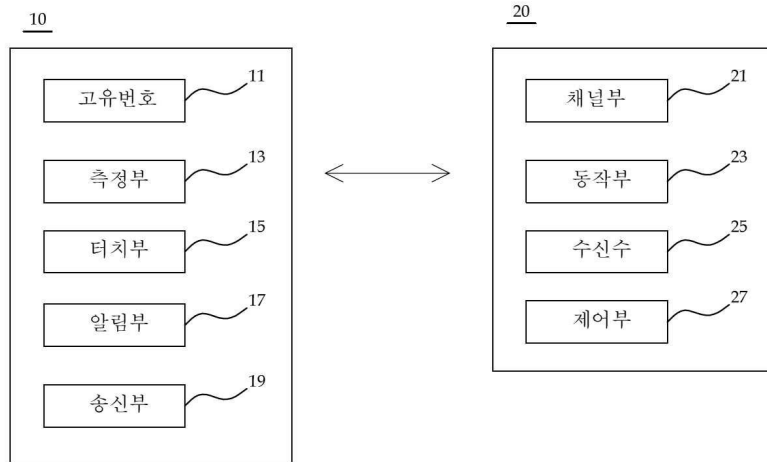 10
고유번호 11
측정부 13
터치부 15
알림부 17
송신부 19
20
채널부 21
동작부 23
수신수 25
제어부 27